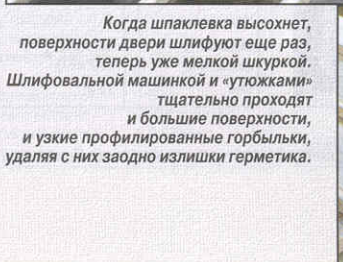 Когда шпаклевка высохнет,
поверхности двери шлифуют еще раз,
теперь уже мелкой шкуркой.
Шлифовальной машинкой и «утюжками»
тщательно проходят
и большие поверхности,
и узкие профилированные горбыльки,
удаляя с них заодно излишки герметика.